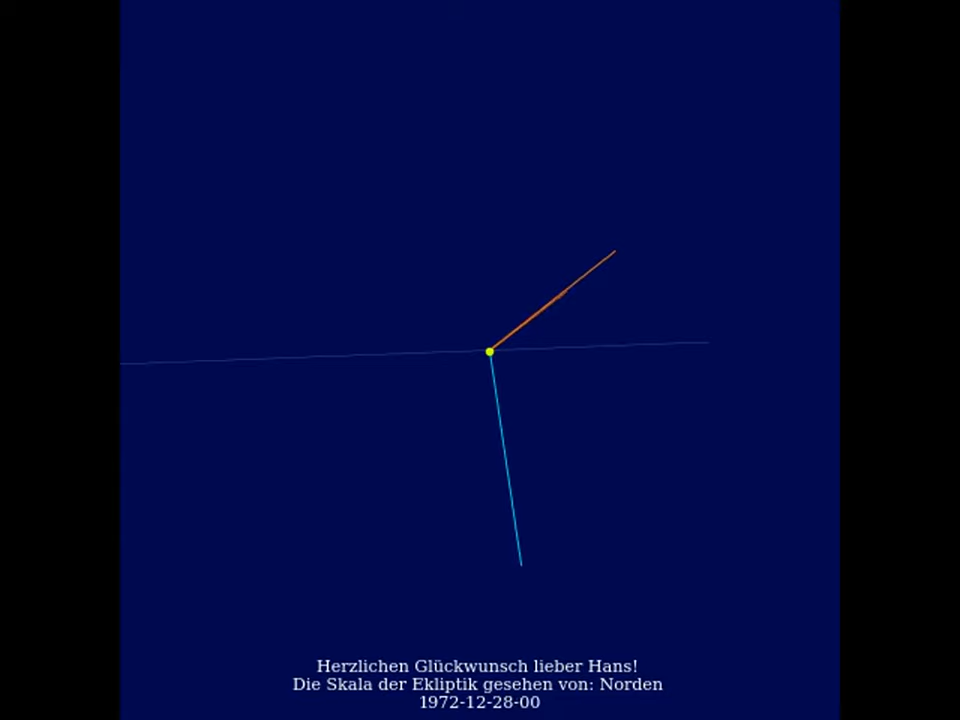 Herzlichen Glückwunsch lieber Hans!
Die Skala der Ekliptik gesehen von: Norden
1972-12-28-00